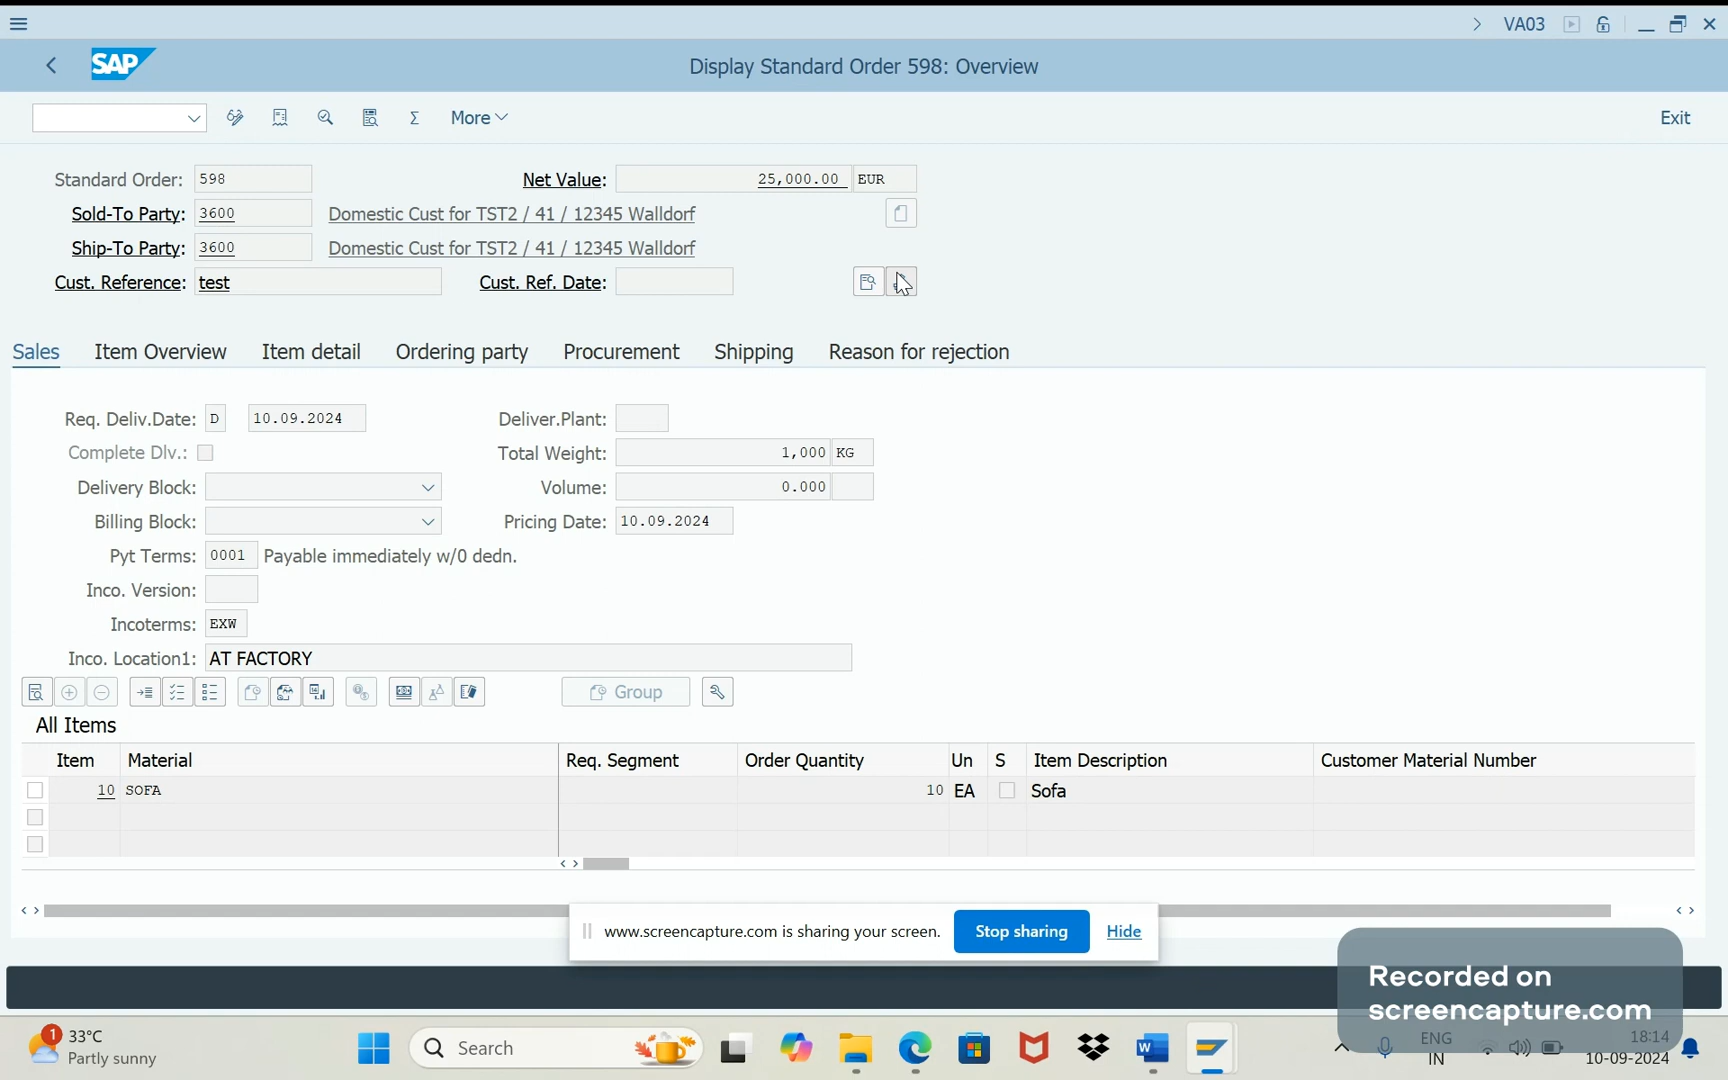 VA03
SAP
Display Standard Order 598: Overview
More
Exit
Standard Order: 598 Net Value: 25,000.00 EUR
Sold-To Party: 3600 Domestic Cust for TST2 / 41 / 12345 Walldorf
Ship-To Party: 3600 Domestic Cust for TST2 / 41 / 12345 Walldorf
Cust. Reference: test Cust. Ref. Date:
Sales Item Overview Item detail Ordering party Procurement Shipping Reason for rejection
Req. Deliv.Date: D 10.09.2024 Deliver.Plant:
Complete Dlv.: Total Weight: 1,000 KG
Delivery Block: Volume: 0.000
Billing Block: Pricing Date: 10.09.2024
Pyt Terms: 0001 Payable immediately w/0 dedn.
Inco. Version:
Incoterms: EXW
Inco. Location1: AT FACTORY
Group
All Items
Item Material Req. Segment Order Quantity Un S Item Description Customer Material Number
10 SOFA 10 EA Sofa
www.screencapture.com is sharing your screen. Stop sharing Hide
Recorded on
screencapture.com
1 33°C
Partly sunny
Search
ENG
IN
18:14
10-09-2024